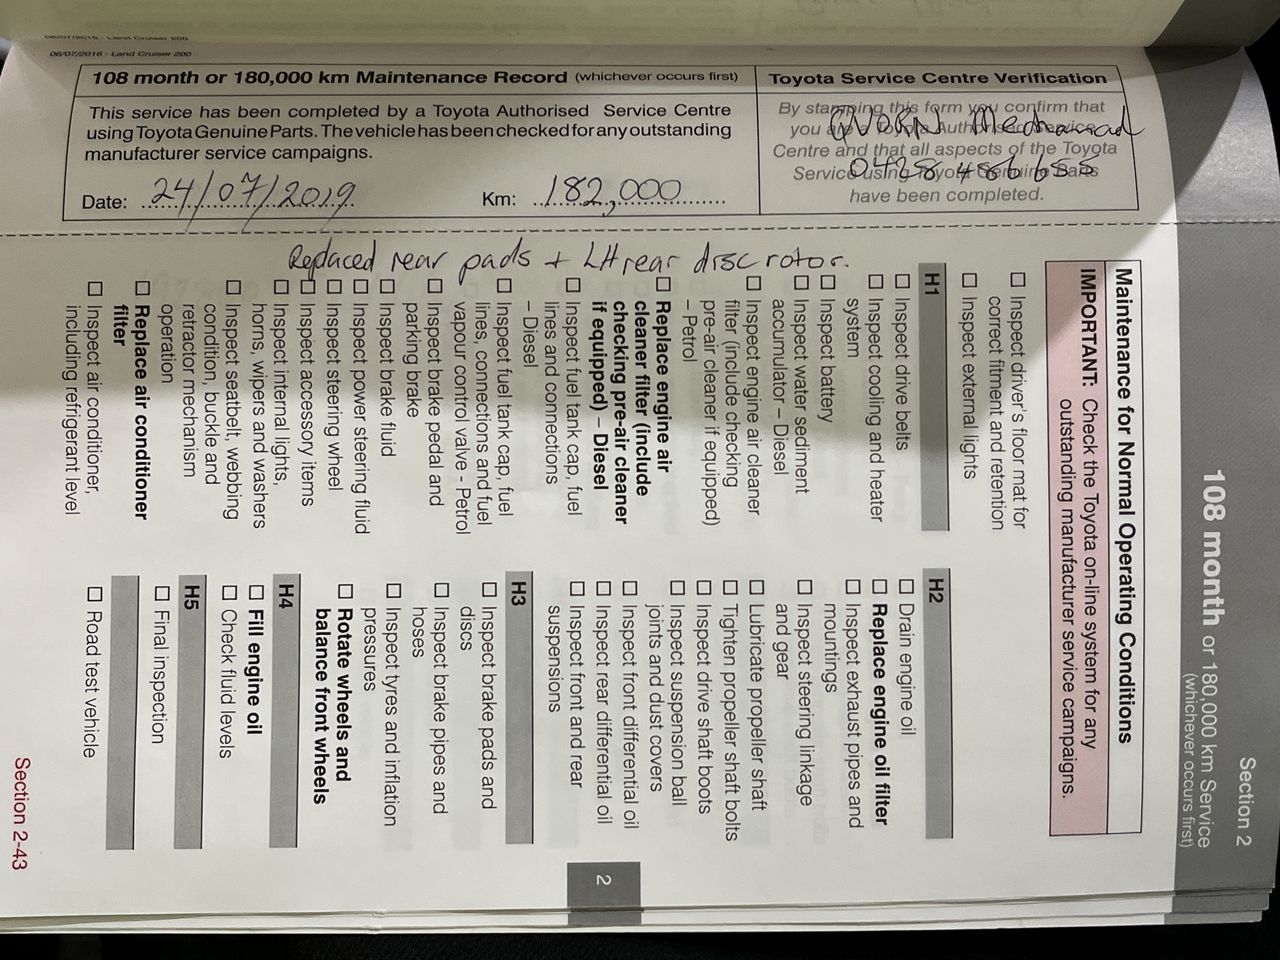 06/07/2016 - Land Cruiser 200
108 month or 180,000 km Maintenance Record (whichever occurs first)
This service has been completed by a Toyota Authorised Service Centre
using Toyota Genuine Parts. The vehicle has been checked for any outstanding
manufacturer service campaigns.
Date: 24/07/2019 Km: 182,000
Toyota Service Centre Verification
By stamping this form you confirm that
you are a Toyota Authorised Service
Centre and that all aspects of the Toyota
Service using Toyota Genuine Parts
have been completed.
Mechanical
0428 486 655
Replaced rear pads + LH rear disc rotor.
Section 2
108 month or 180,000 km Service
(whichever occurs first)
Maintenance for Normal Operating Conditions
IMPORTANT: Check the Toyota on-line system for any
outstanding manufacturer service campaigns.
Inspect driver's floor mat for
correct fitment and retention
Inspect external lights
H1
Inspect drive belts
Inspect cooling and heater
system
Inspect battery
Inspect water sediment
accumulator – Diesel
Inspect engine air cleaner
filter (include checking
pre-air cleaner if equipped)
– Petrol
Replace engine air
cleaner filter (include
checking pre-air cleaner
if equipped) – Diesel
Inspect fuel tank cap, fuel
lines and connections
– Diesel
Inspect fuel tank cap, fuel
lines, connections and fuel
vapour control valve - Petrol
Inspect brake pedal and
parking brake
Inspect brake fluid
Inspect power steering fluid
Inspect steering wheel
Inspect accessory items
Inspect internal lights,
horns, wipers and washers
Inspect seatbelt, webbing
condition, buckle and
retractor mechanism
operation
Replace air conditioner
filter
Inspect air conditioner,
including refrigerant level
H2
Drain engine oil
Replace engine oil filter
Inspect exhaust pipes and
mountings
Inspect steering linkage
and gear
Lubricate propeller shaft
Tighten propeller shaft bolts
Inspect drive shaft boots
Inspect suspension ball
joints and dust covers
Inspect front differential oil
Inspect rear differential oil
Inspect front and rear
suspensions
H3
Inspect brake pads and
discs
Inspect brake pipes and
hoses
Inspect tyres and inflation
pressures
Rotate wheels and
balance front wheels
H4
Fill engine oil
Check fluid levels
H5
Final inspection
Road test vehicle
2
Section 2-43